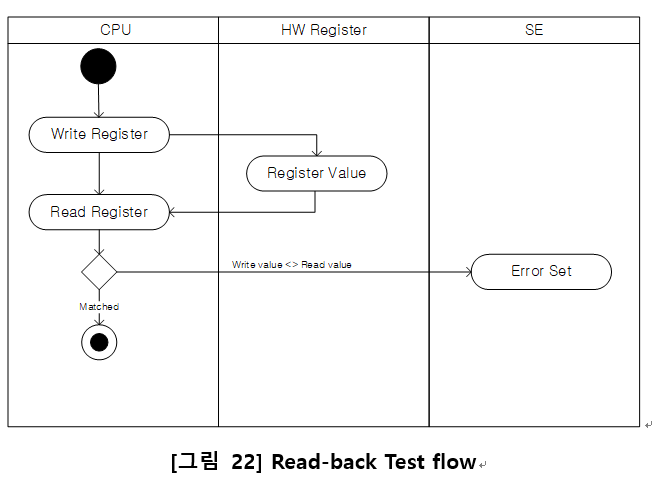 CPU
HW Register
SE
Write Register
Register Value
Read Register
Write value <> Read value
Error Set
Matched
[그림 22] Read-back Test flow